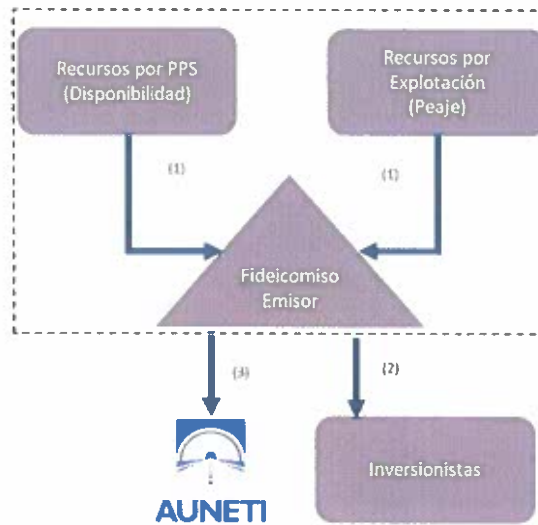 Recursos por PPS
(Disponibilidad)
Recursos por
Explotación
(Peaje)
(1)
(1)
Fideicomiso
Emisor
(3)
(2)
AUNETI
Inversionistas